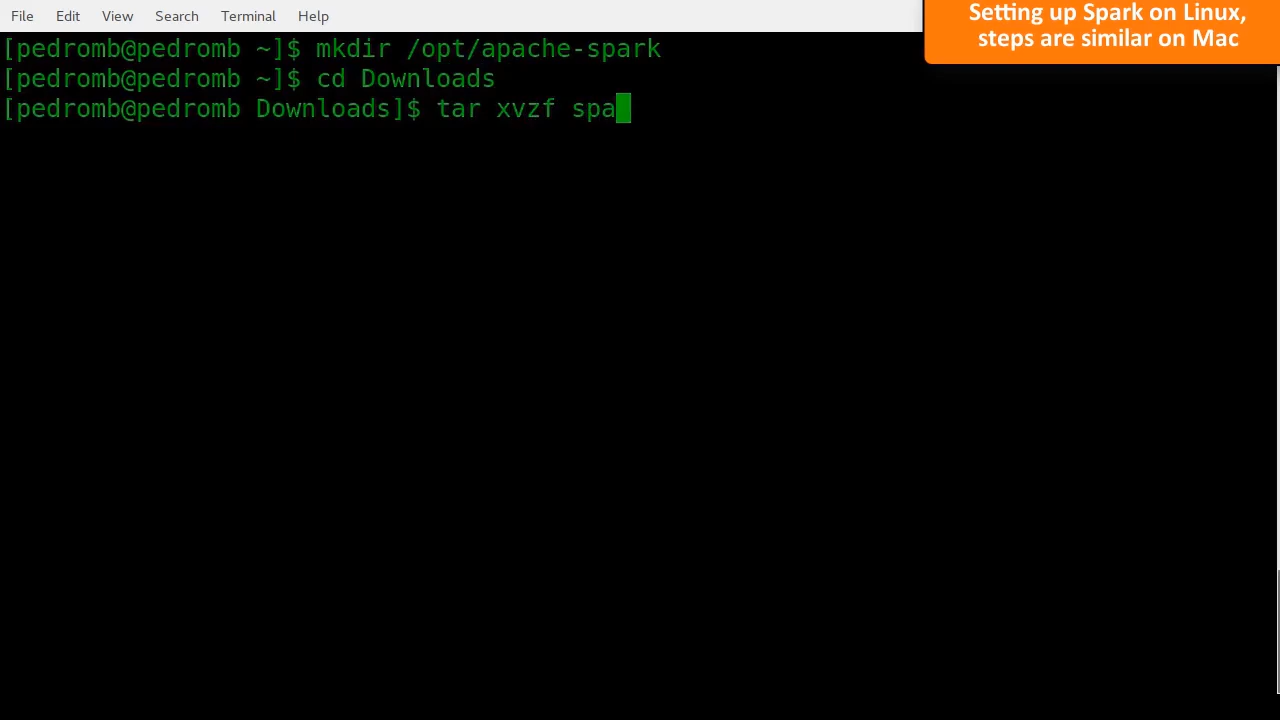 File Edit View Search Terminal Help
Setting up Spark on Linux,
steps are similar on Mac
[pedromb@pedromb ~]$ mkdir /opt/apache-spark
[pedromb@pedromb ~]$ cd Downloads
[pedromb@pedromb Downloads]$ tar xvzf spa